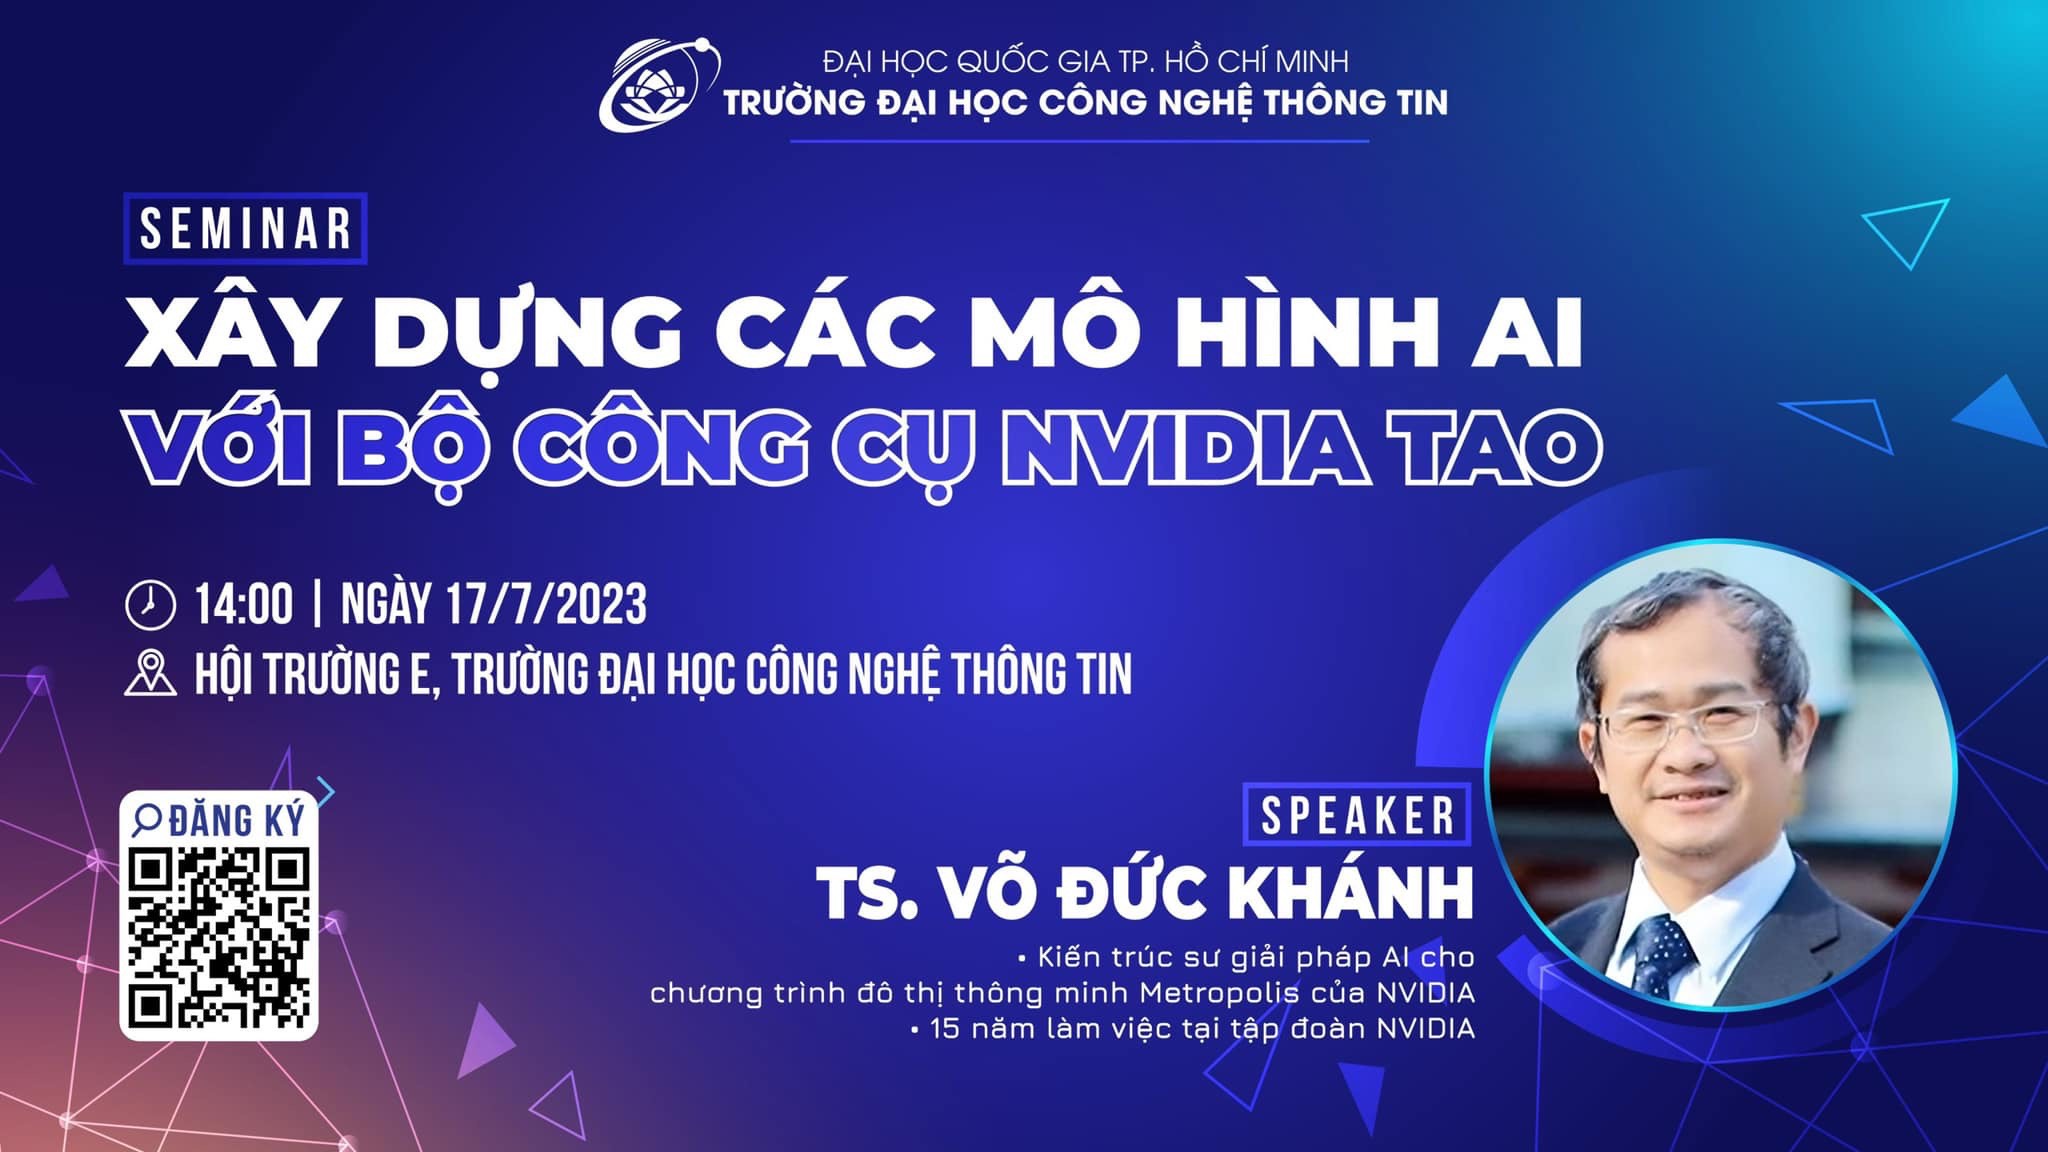 ĐẠI HỌC QUỐC GIA TP. HỒ CHÍ MINH
TRƯỜNG ĐẠI HỌC CÔNG NGHỆ THÔNG TIN
SEMINAR
XÂY DỰNG CÁC MÔ HÌNH AI
VỚI BỘ CÔNG CỤ NVIDIA TAO
14:00 | NGÀY 17/7/2023
HỘI TRƯỜNG E, TRƯỜNG ĐẠI HỌC CÔNG NGHỆ THÔNG TIN
ĐĂNG KÝ
SPEAKER
TS. VÕ ĐỨC KHÁNH
• Kiến trúc sư giải pháp AI cho
chương trình đô thị thông minh Metropolis của NVIDIA
• 15 năm làm việc tại tập đoàn NVIDIA